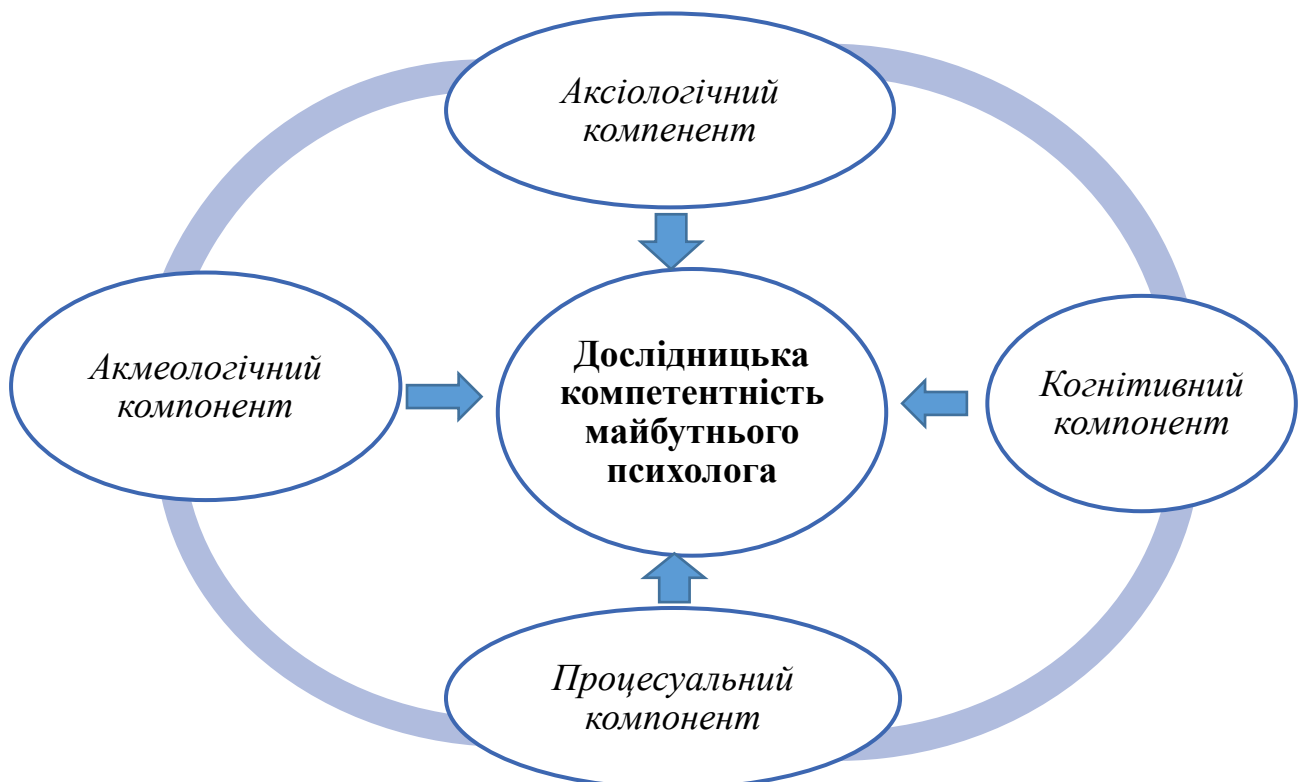 Аксіологічний
компенент
Акмеологічний
компонент
Дослідницька
компетентність
майбутнього
психолога
Когнітивний
компонент
Процесуальний
компонент